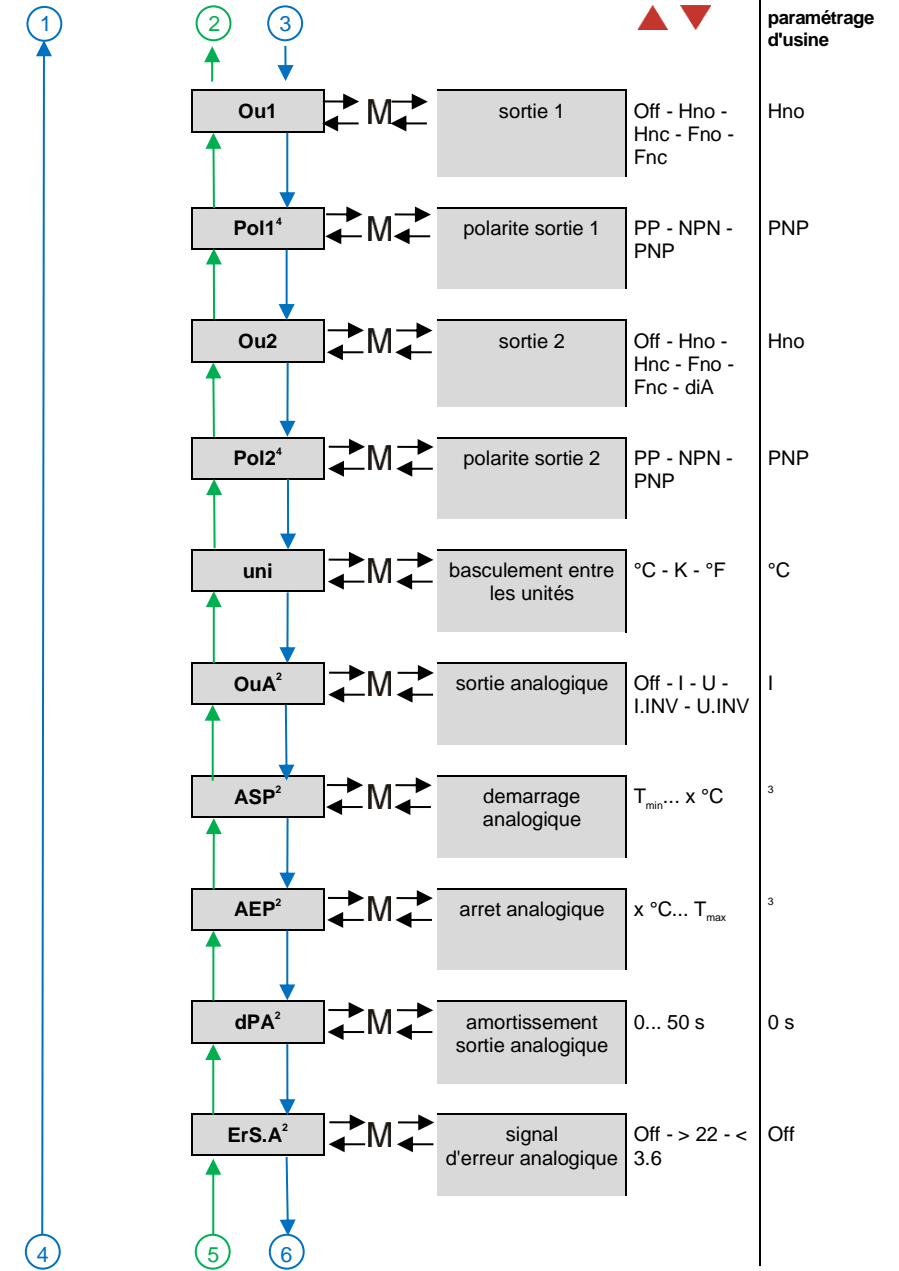 1 2 3 paramétrage
d'usine
Ou1 M sortie 1 Off - Hno - Hno
Hnc - Fno -
Fnc
Pol1⁴ M polarite sortie 1 PP - NPN - PNP
PNP
Ou2 M sortie 2 Off - Hno - Hno
Hnc - Fno -
Fnc - diA
Pol2⁴ M polarite sortie 2 PP - NPN - PNP
PNP
uni M basculement entre °C - K - °F °C
les unités
OuA² M sortie analogique Off - I - U - I
I.INV - U.INV
ASP² M demarrage Tmin... x °C ³
analogique
AEP² M arret analogique x °C... Tmax ³
dPA² M amortissement 0... 50 s 0 s
sortie analogique
ErS.A² M signal Off - > 22 - < Off
d'erreur analogique 3.6
4 5 6